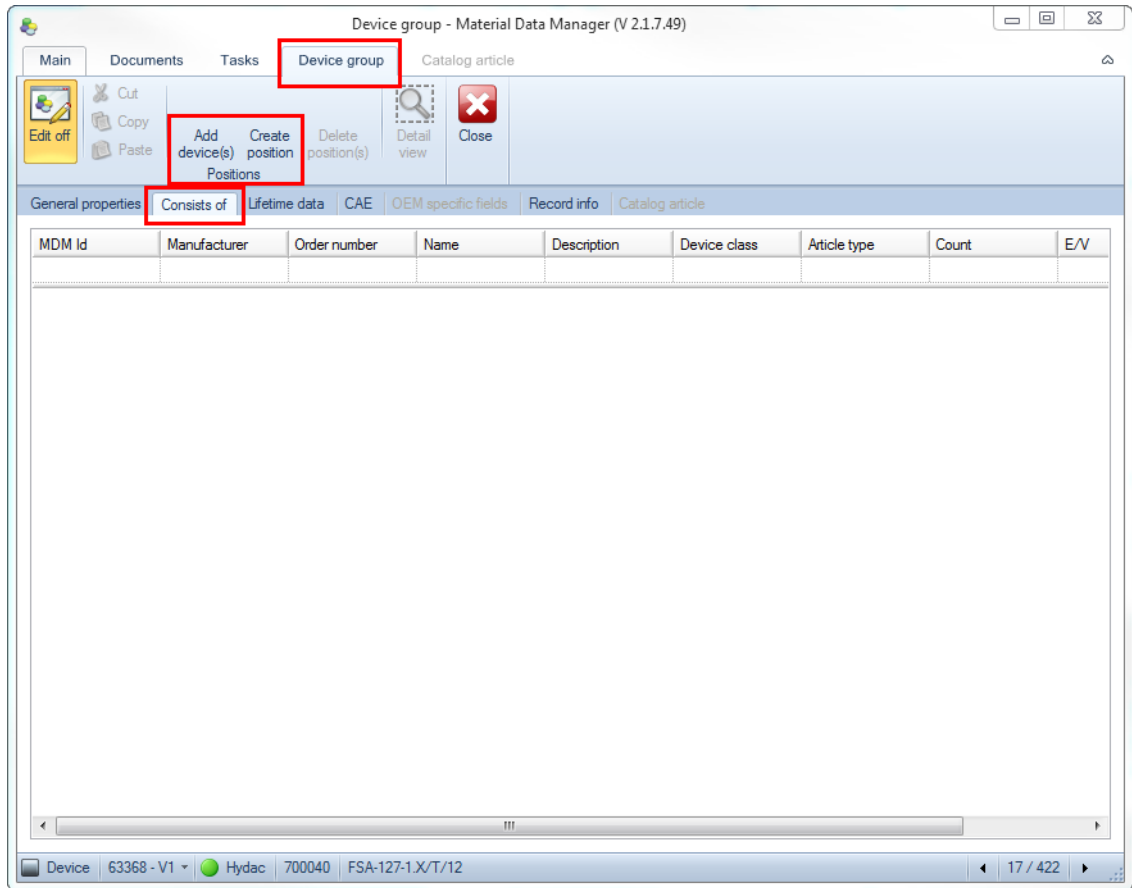 Device group - Material Data Manager (V 2.1.7.49)
Main Documents Tasks Device group Catalog article
Edit off
Cut
Copy
Paste
Add device(s)
Create position
Delete position(s)
Positions
Detail view
Close
General properties Consists of Lifetime data CAE OEM specific fields Record info Catalog article
MDM Id Manufacturer Order number Name Description Device class Article type Count E/V
Device 63368 - V1 Hydac 700040 FSA-127-1.X/T/12 17 / 422